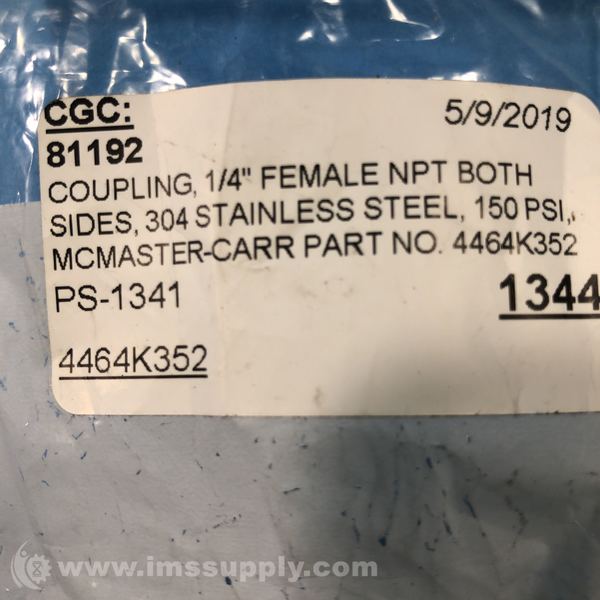 CGC: 5/9/2019
81192
COUPLING, 1/4" FEMALE NPT BOTH
SIDES, 304 STAINLESS STEEL, 150 PSI,
MCMASTER-CARR PART NO. 4464K352
PS-1341 1344
4464K352
www.imssupply.com